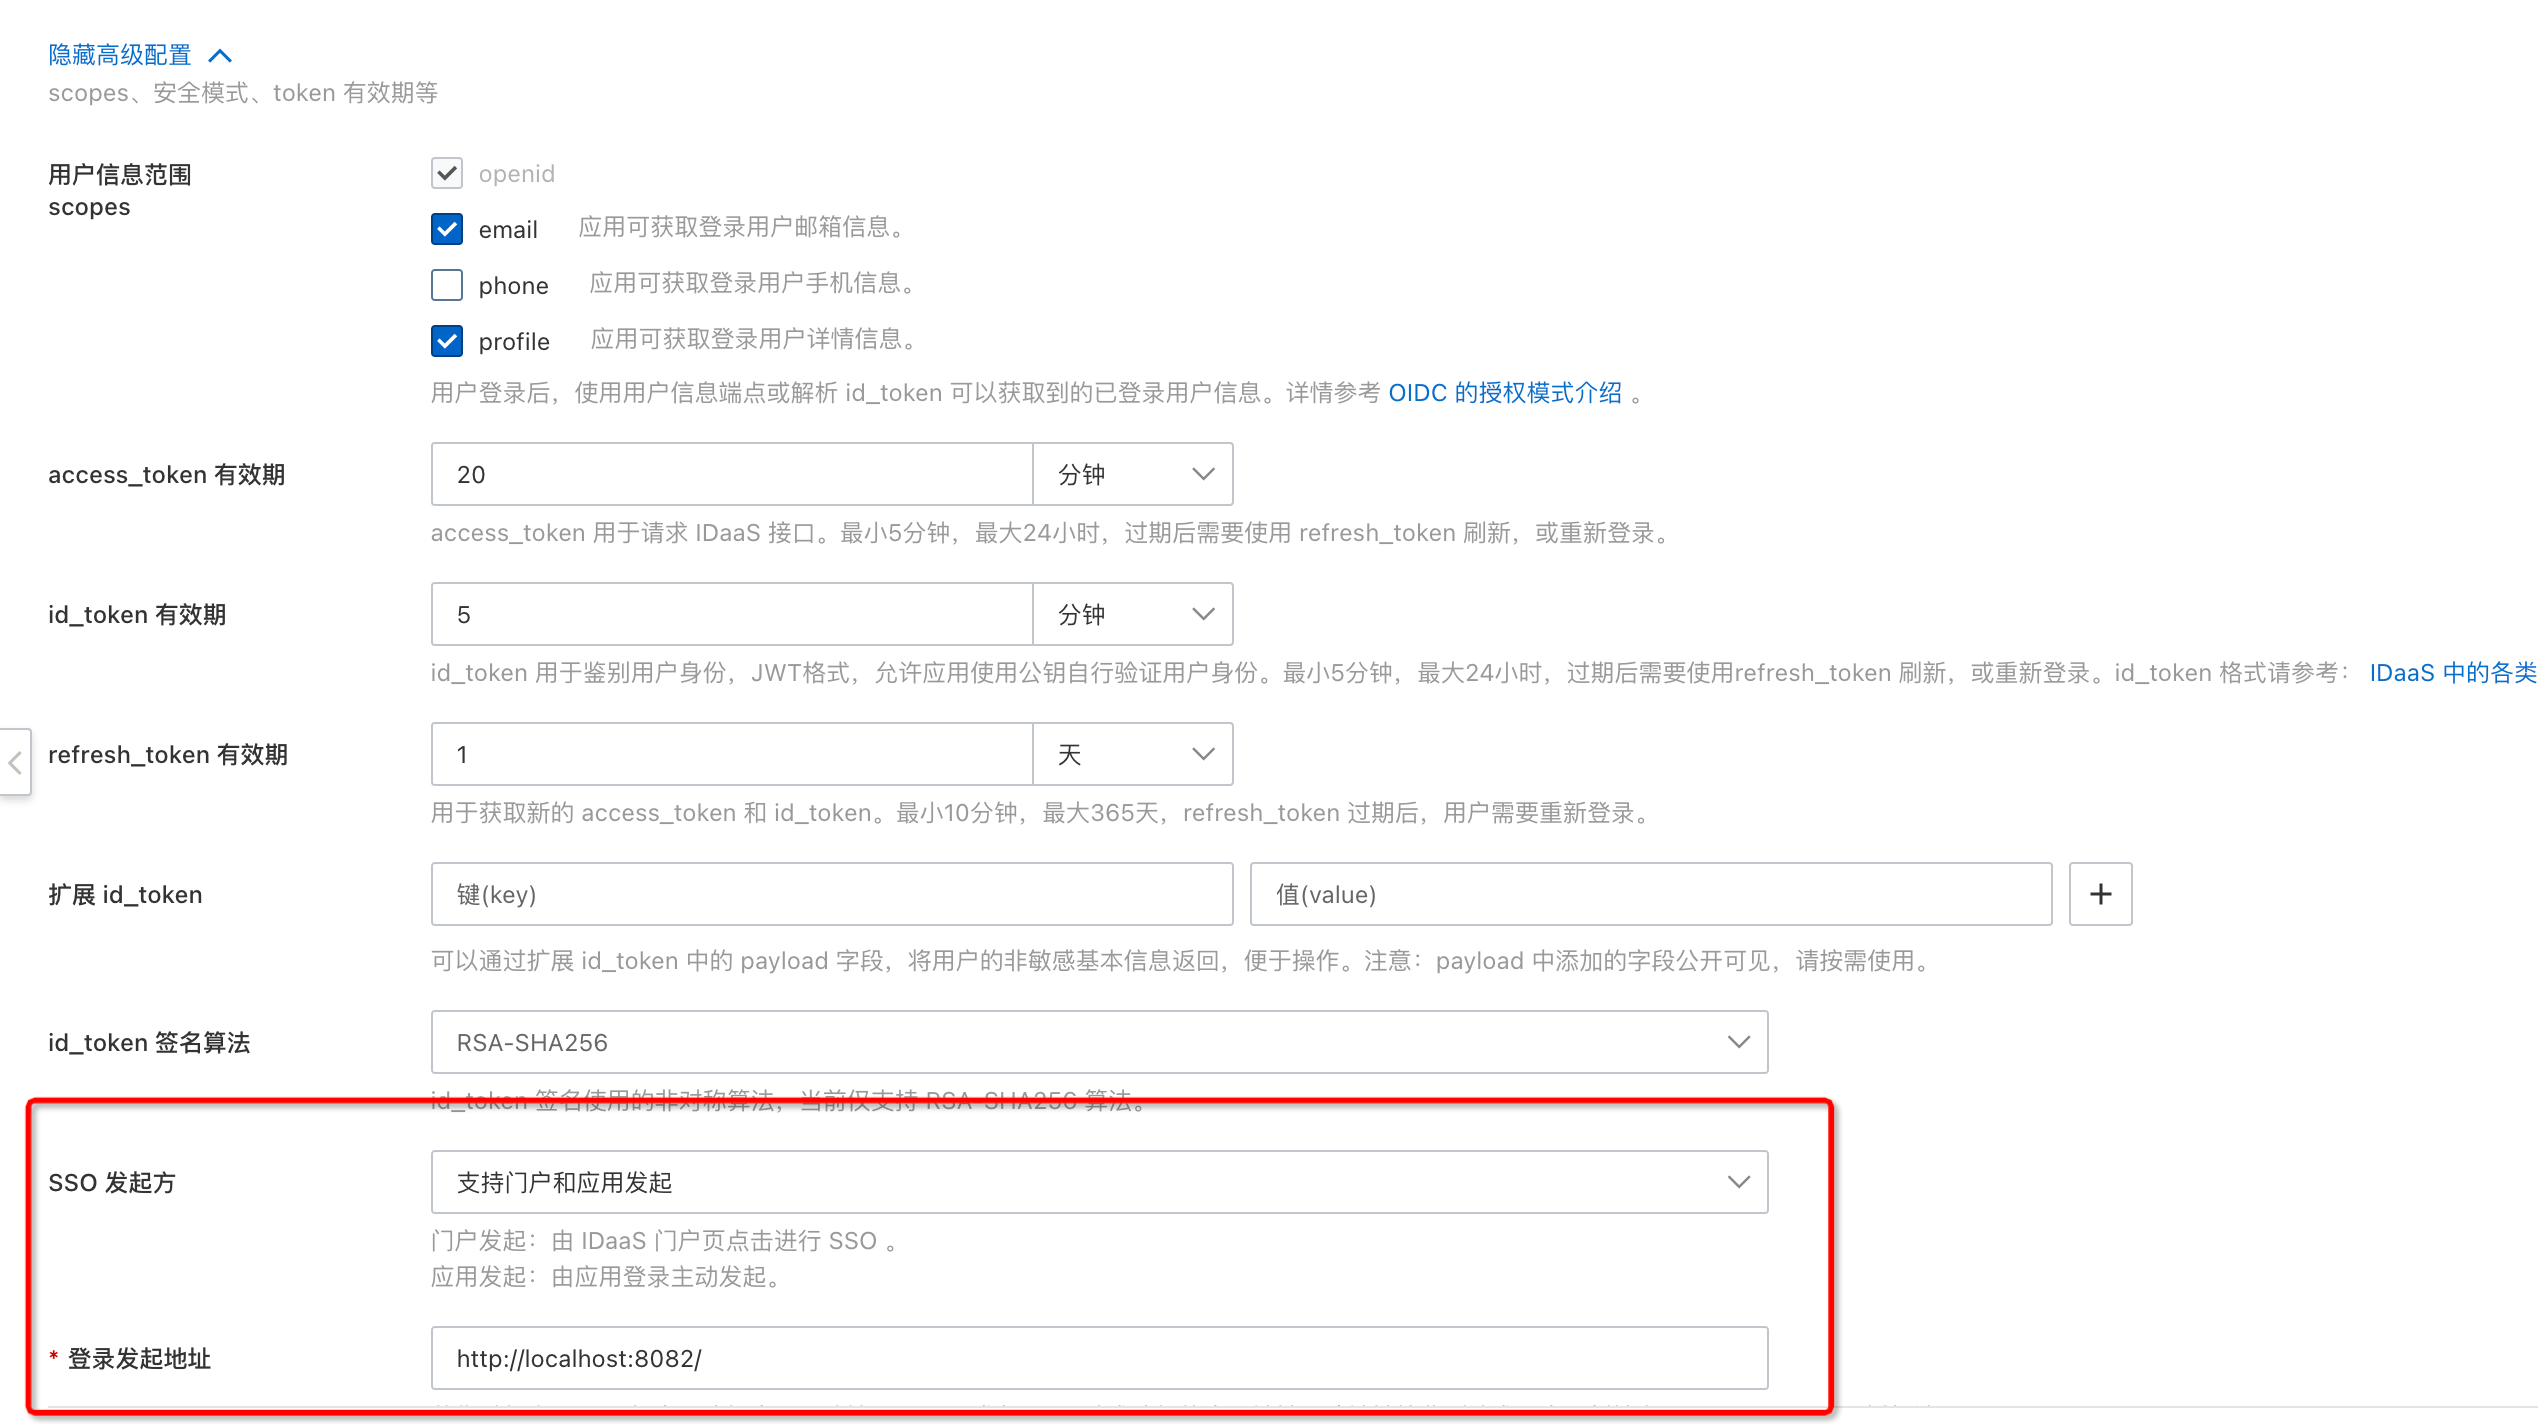 隐藏高级配置
scopes、安全模式、token 有效期等
用户信息范围
scopes
openid
email 应用可获取登录用户邮箱信息。
phone 应用可获取登录用户手机信息。
profile 应用可获取登录用户详情信息。
用户登录后，使用用户信息端点或解析 id_token 可以获取到的已登录用户信息。详情参考 OIDC 的授权模式介绍 。
access_token 有效期 20 分钟
access_token 用于请求 IDaaS 接口。最小5分钟，最大24小时，过期后需要使用 refresh_token 刷新，或重新登录。
id_token 有效期 5 分钟
id_token 用于鉴别用户身份，JWT格式，允许应用使用公钥自行验证用户身份。最小5分钟，最大24小时，过期后需要使用refresh_token 刷新，或重新登录。id_token 格式请参考： IDaaS 中的各类
refresh_token 有效期 1 天
用于获取新的 access_token 和 id_token。最小10分钟，最大365天，refresh_token 过期后，用户需要重新登录。
扩展 id_token 键(key) 值(value) +
可以通过扩展 id_token 中的 payload 字段，将用户的非敏感基本信息返回，便于操作。注意：payload 中添加的字段公开可见，请按需使用。
id_token 签名算法 RSA-SHA256
id_token 签名使用的非对称算法，当前仅支持 RSA-SHA256 算法。
SSO 发起方 支持门户和应用发起
门户发起：由 IDaaS 门户页点击进行 SSO 。
应用发起：由应用登录主动发起。
* 登录发起地址 http://localhost:8082/